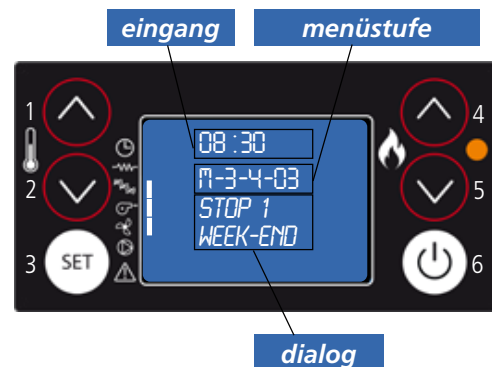 eingang
menüstufe
1
4
08:30
M-3-4-03
2
5
STOP 1
WEEK-END
3
SET
6
dialog